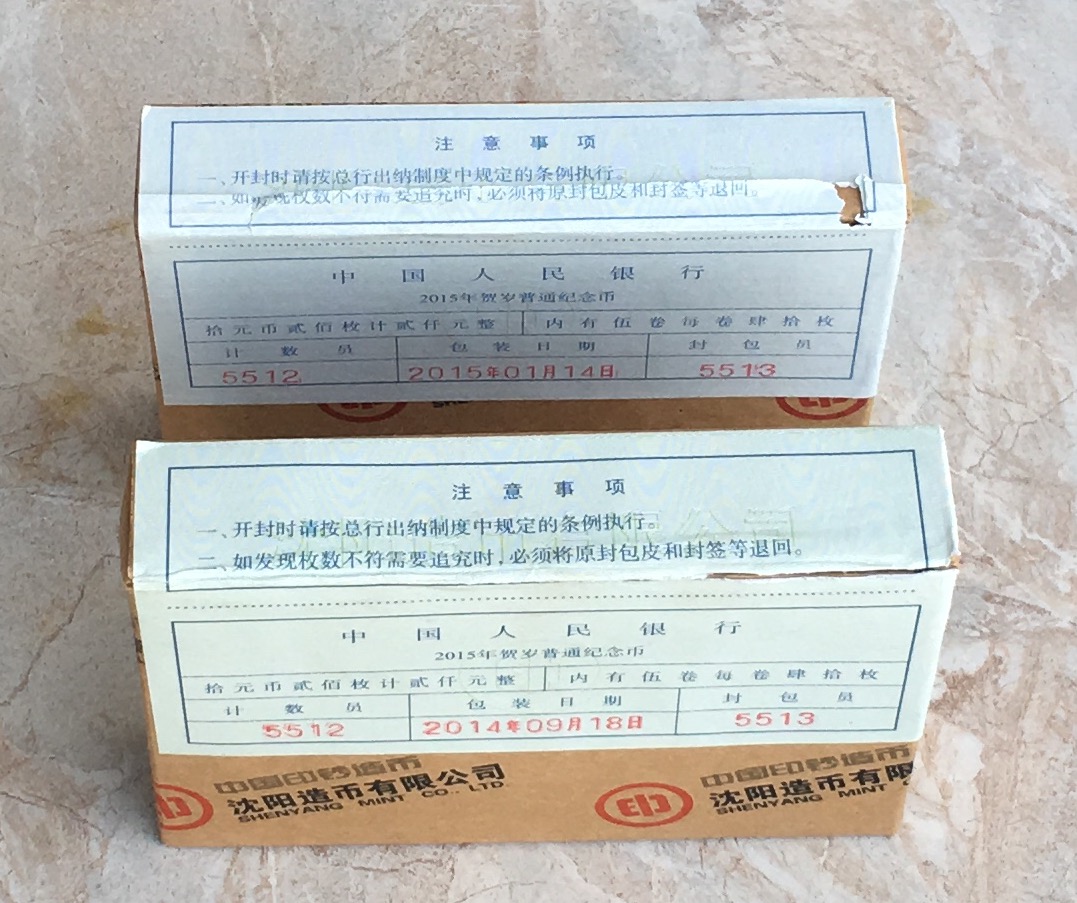 注意事项
一、开封时请按总行出纳制度中规定的条例执行。
二、如发现枚数不符需要追究时,必须将原封包皮和封签等退回。
中国人民银行
2015年贺岁普通纪念币
拾元币贰佰枚计贰仟元整 内有伍卷每卷肆拾枚
计数员 包装日期 封包员
5512 2015年01月14日 5513
注意事项
一、开封时请按总行出纳制度中规定的条例执行。
二、如发现枚数不符需要追究时,必须将原封包皮和封签等退回。
中国人民银行
2015年贺岁普通纪念币
拾元币贰佰枚计贰仟元整 内有伍卷每卷肆拾枚
计数员 包装日期 封包员
5512 2014年09月18日 5513
中国印钞造币 中国印钞造币
沈阳造币有限公司 沈阳造币有限
SHENYANG MINT CO., LTD. SHENYANG MINT